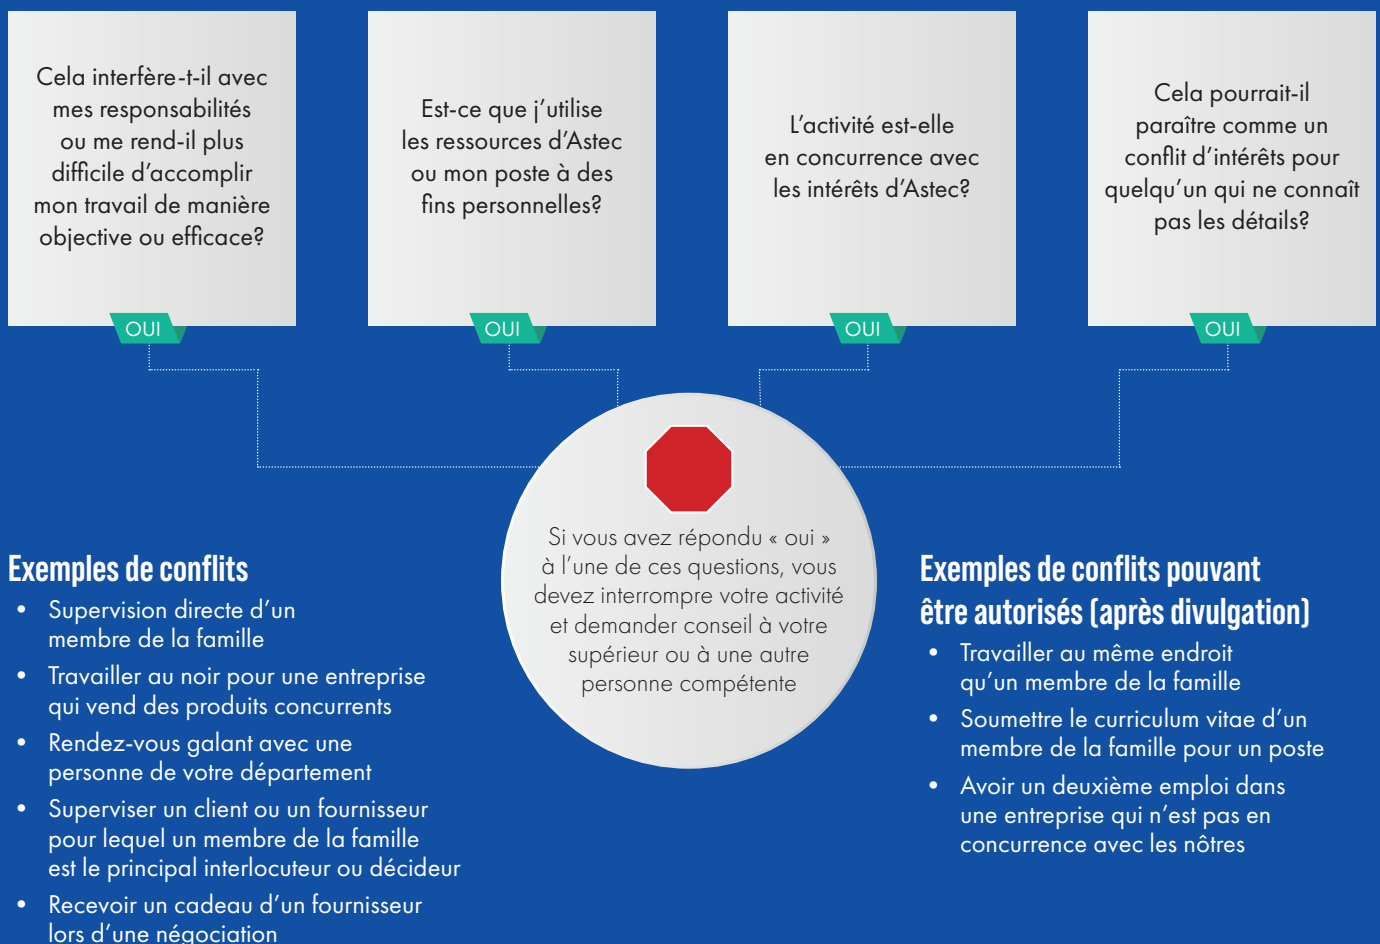 Cela interfère-t-il avec
mes responsabilités
ou me rend-il plus
difficile d'accomplir
mon travail de manière
objective ou efficace?
OUI
Est-ce que j'utilise
les ressources d'Astec
ou mon poste à des
fins personnelles?
OUI
L'activité est-elle
en concurrence avec
les intérêts d'Astec?
OUI
Cela pourrait-il
paraître comme un
conflit d'intérêts pour
quelqu'un qui ne connaît
pas les détails?
OUI
Si vous avez répondu « oui »
à l'une de ces questions, vous
devez interrompre votre activité
et demander conseil à votre
supérieur ou à une autre
personne compétente
Exemples de conflits
• Supervision directe d'un
membre de la famille
• Travailler au noir pour une entreprise
qui vend des produits concurrents
• Rendez-vous galant avec une
personne de votre département
• Superviser un client ou un fournisseur
pour lequel un membre de la famille
est le principal interlocuteur ou décideur
• Recevoir un cadeau d'un fournisseur
lors d'une négociation
Exemples de conflits pouvant
être autorisés (après divulgation)
• Travailler au même endroit
qu'un membre de la famille
• Soumettre le curriculum vitae d'un
membre de la famille pour un poste
• Avoir un deuxième emploi dans
une entreprise qui n'est pas en
concurrence avec les nôtres